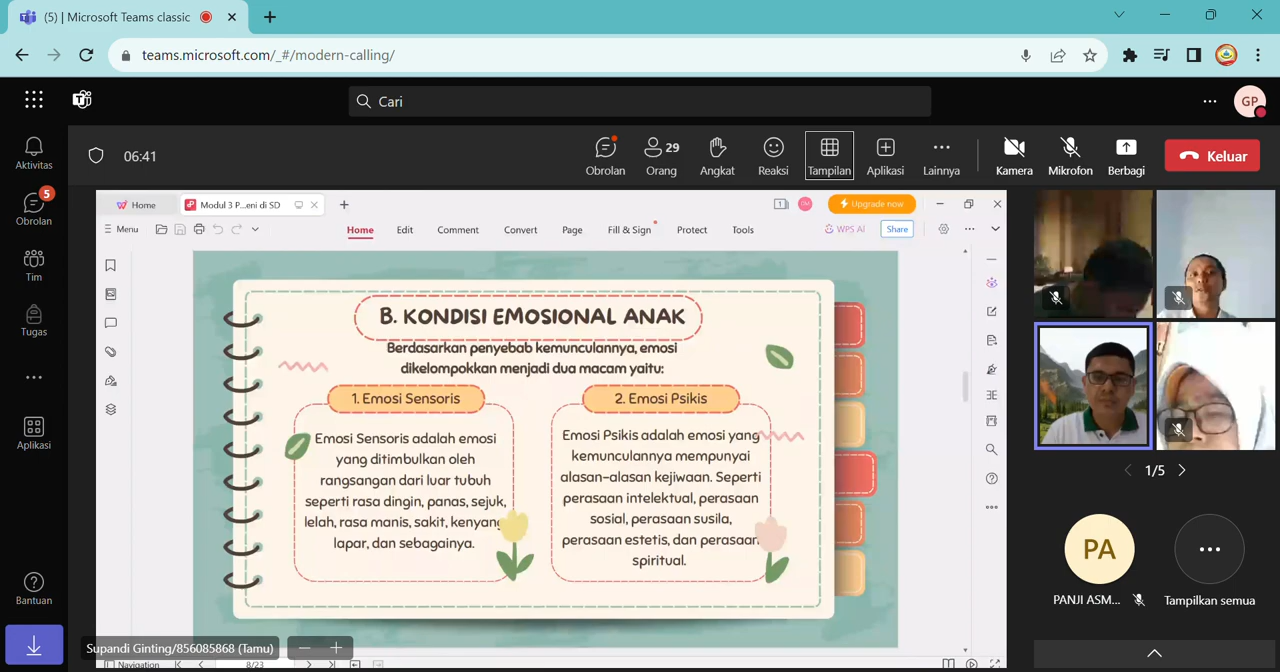 (5) | Microsoft Teams classic
teams.microsoft.com/_#/modern-calling/
Cari
GP
Aktivitas
5
Obrolan
Tim
Tugas
Aplikasi
Bantuan
06:41
Obrolan
29
Orang
Angkat
Reaksi
Tampilan
Aplikasi
Lainnya
Kamera
Mikrofon
Berbagi
Keluar
Home
Modul 3 P...eni di SD
1
Upgrade now
Menu
Home
Edit
Comment
Convert
Page
Fill & Sign
Protect
Tools
WPS AI
Share
B. KONDISI EMOSIONAL ANAK
Berdasarkan penyebab kemunculannya, emosi
dikelompokkan menjadi dua macam yaitu:
1. Emosi Sensoris
Emosi Sensoris adalah emosi
yang ditimbulkan oleh
rangsangan dari luar tubuh
seperti rasa dingin, panas, sejuk,
lelah, rasa manis, sakit, kenyang
lapar, dan sebagainya.
2. Emosi Psikis
Emosi Psikis adalah emosi yang
kemunculannya mempunyai
alasan-alasan kejiwaan. Seperti
perasaan intelektual, perasaan
sosial, perasaan susila,
perasaan estetis, dan perasaan
spiritual.
Supandi Ginting/856085868 (Tamu)
Navigation
8/23
1/5
PA
PANJI ASM...
Tampilkan semua